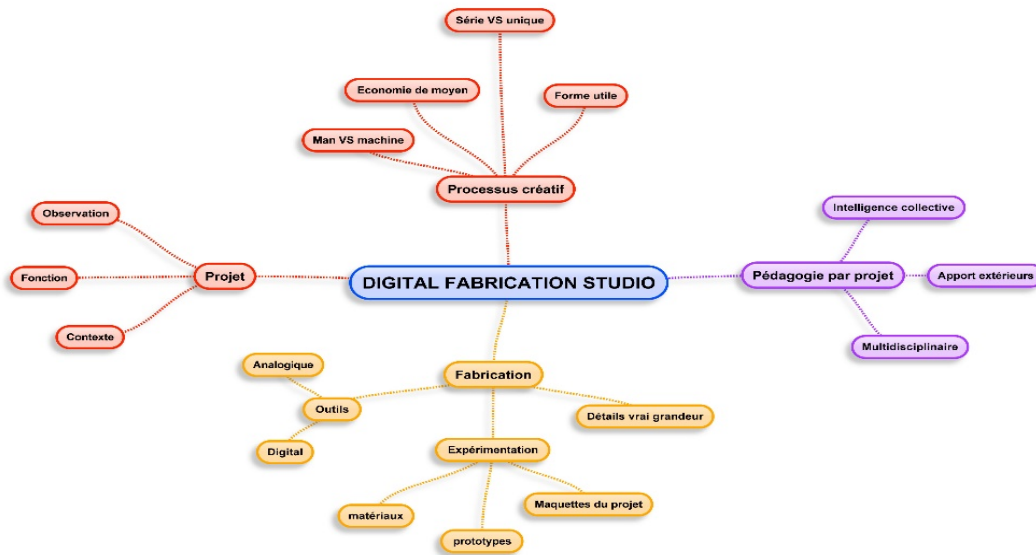 Série VS unique
Economie de moyen
Forme utile
Man VS machine
Processus créatif
Observation
Intelligence collective
Fonction
Projet
DIGITAL FABRICATION STUDIO
Pédagogie par projet
Apport extérieurs
Contexte
Multidisciplinaire
Analogique
Fabrication
Outils
Détails vrai grandeur
Digital
Expérimentation
matériaux
Maquettes du projet
prototypes